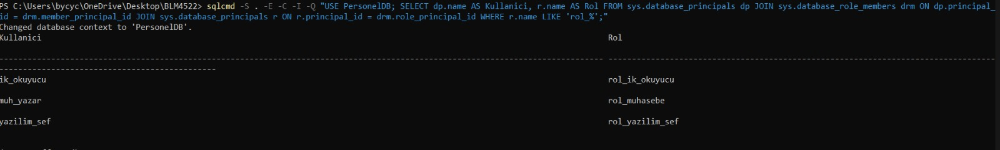 PS C:\Users\bycyc\OneDrive\Desktop\BLM4522> sqlcmd -S . -E -C -I -Q "USE PersonelDB; SELECT dp.name AS Kullanici, r.name AS Rol FROM sys.database_principals dp JOIN sys.database_role_members drm ON dp.principal_
id = drm.member_principal_id JOIN sys.database_principals r ON r.principal_id = drm.role_principal_id WHERE r.name LIKE 'rol_%';"
Changed database context to 'PersonelDB'.
Kullanici Rol
-------------------------------------------------------------------------------------------------------------------------------- --------------------------------------------------------------------------------
----------------------------------------------
ik_okuyucu rol_ik_okuyucu
muh_yazar rol_muhasebe
yazilim_sef rol_yazilim_sef